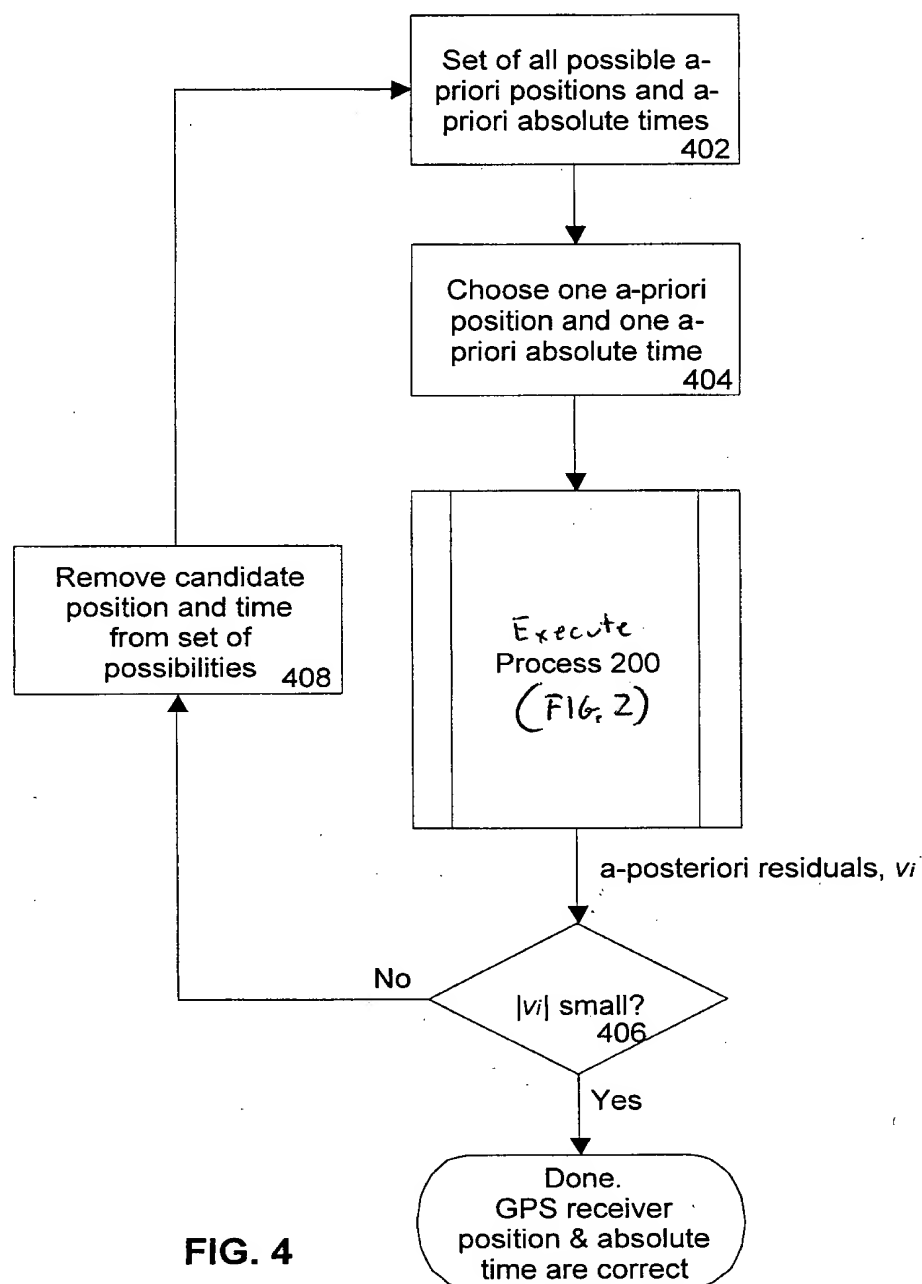 Set of all possible a-
priori positions and a-
priori absolute times
402
Choose one a-priori
position and one a-
priori absolute time
404
Execute
Process 200
(FIG. 2)
a-posteriori residuals, vi
|vi| small?
406
No
Yes
Remove candidate
position and time
from set of
possibilities
408
Done.
GPS receiver
position & absolute
time are correct
FIG. 4